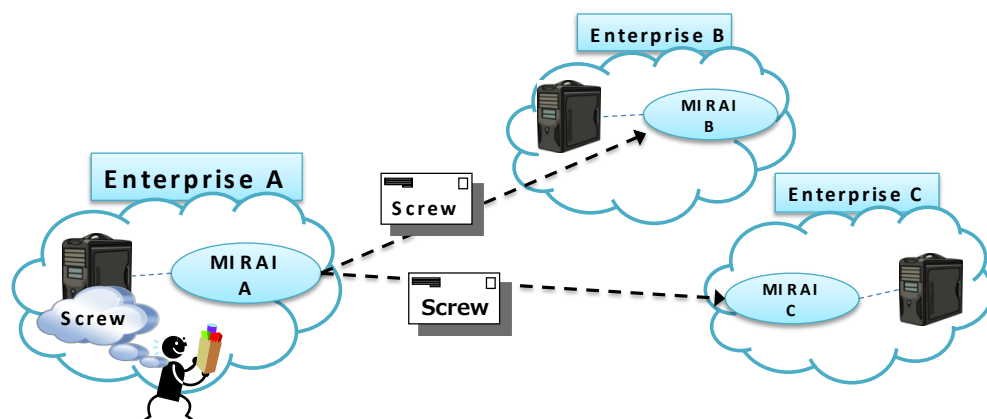 Enterprise B
MIRAI
B
Enterprise A
Screw
Enterprise C
MIRAI
A
Screw
MIRAI
C
Screw